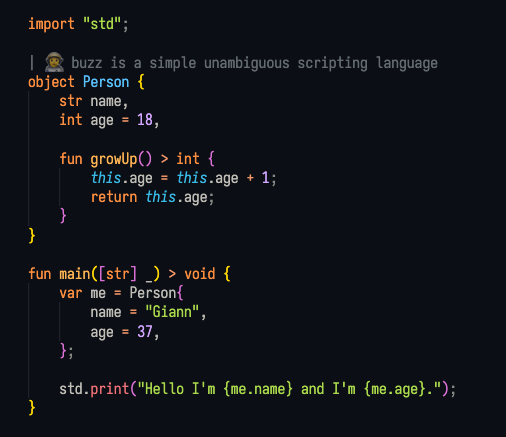 import "std";
| 👨‍🚀 buzz is a simple unambiguous scripting language
object Person {
    str name,
    int age = 18,
    fun growUp() > int {
        this.age = this.age + 1;
        return this.age;
    }
}
fun main([str] _) > void {
    var me = Person{
        name = "Giann",
        age = 37,
    };
    std.print("Hello I'm {me.name} and I'm {me.age}.");
}